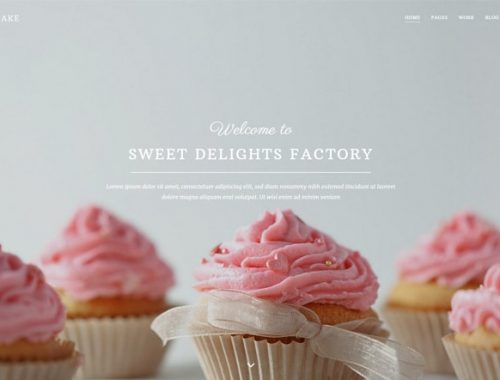 AKE
HOME PAGES WORK BLOG
Welcome to
SWEET DELIGHTS FACTORY
Lorem ipsum dolor sit amet, consectetuer adipiscing elit, sed diam nonummy nibh euismod tincidunt ut laoreet
dolore magna aliquam erat volutpat. Ut wisi enim ad minim veniam